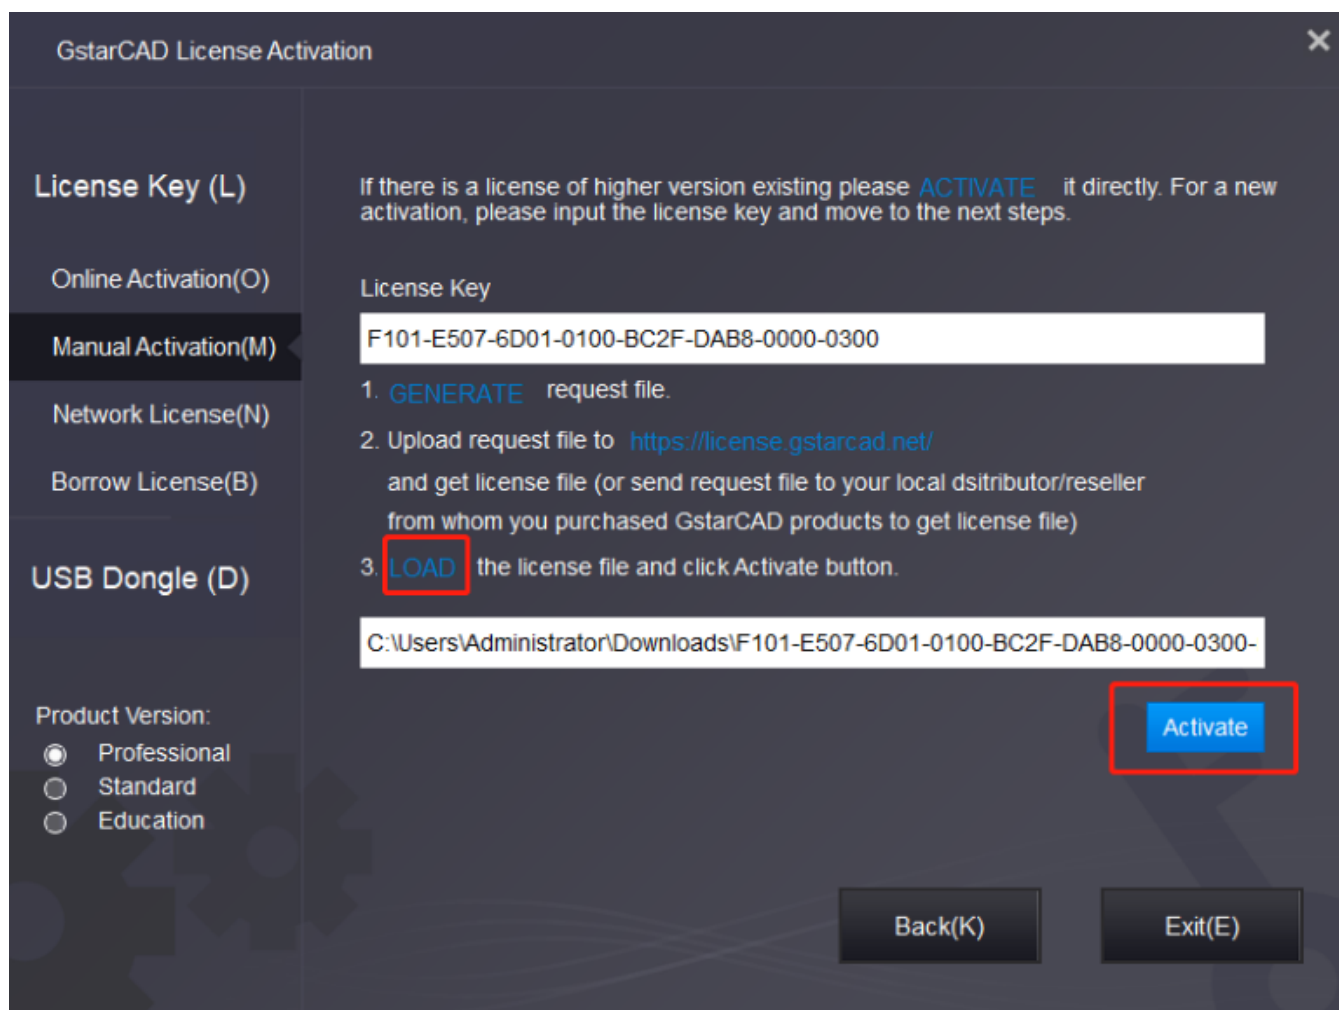 GstarCAD License Activation
License Key (L)
Online Activation(O)
Manual Activation(M)
Network License(N)
Borrow License(B)
USB Dongle (D)
Product Version:
Professional
Standard
Education
If there is a license of higher version existing please ACTIVATE it directly. For a new
activation, please input the license key and move to the next steps.
License Key
F101-E507-6D01-0100-BC2F-DAB8-0000-0300
1. GENERATE request file.
2. Upload request file to https://license.gstarcad.net/
and get license file (or send request file to your local dsitributor/reseller
from whom you purchased GstarCAD products to get license file)
3. LOAD the license file and click Activate button.
C:\Users\Administrator\Downloads\F101-E507-6D01-0100-BC2F-DAB8-0000-0300-
Activate
Back(K)
Exit(E)